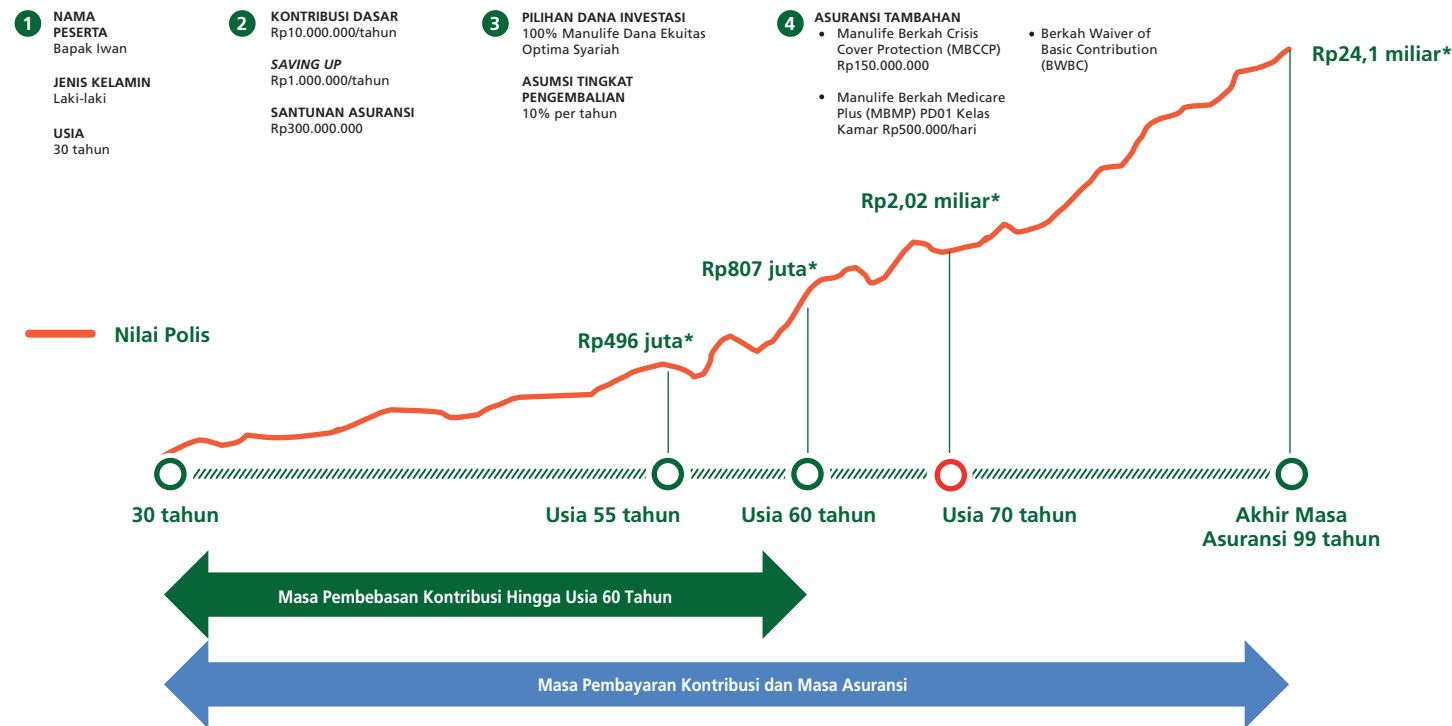 1
NAMA
PESERTA
Bapak Iwan
JENIS KELAMIN
Laki-laki
USIA
30 tahun
2
KONTRIBUSI DASAR
Rp10.000.000/tahun
SAVING UP
Rp1.000.000/tahun
SANTUNAN ASURANSI
Rp300.000.000
3
PILIHAN DANA INVESTASI
100% Manulife Dana Ekuitas
Optima Syariah
ASUMSI TINGKAT
PENGEMBALIAN
10% per tahun
4
ASURANSI TAMBAHAN
• Manulife Berkah Crisis
Cover Protection (MBCCP)
Rp150.000.000
• Manulife Berkah Medicare
Plus (MBMP) PD01 Kelas
Kamar Rp500.000/hari
• Berkah Waiver of
Basic Contribution
(BWBC)
Rp24,1 miliar*
Rp2,02 miliar*
Rp807 juta*
Rp496 juta*
Nilai Polis
30 tahun
Usia 55 tahun
Usia 60 tahun
Usia 70 tahun
Akhir Masa
Asuransi 99 tahun
Masa Pembebasan Kontribusi Hingga Usia 60 Tahun
Masa Pembayaran Kontribusi dan Masa Asuransi